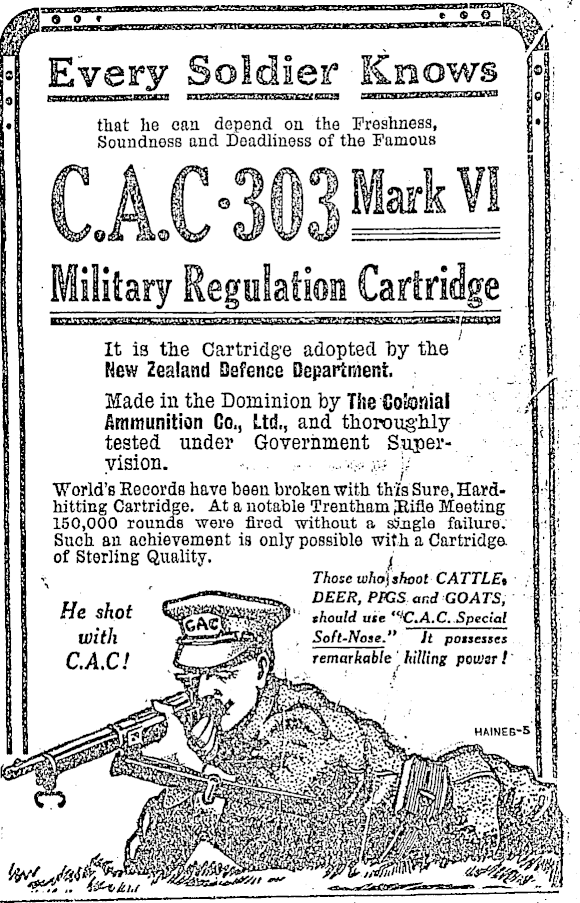 Every Soldier Knows
that he can depend on the Freshness,
Soundness and Deadliness of the Famous
C.A.C.·303 Mark VI
Military Regulation Cartridge
It is the Cartridge adopted by the
New Zealand Defence Department.
Made in the Dominion by The Colonial
Ammunition Co., Ltd., and thoroughly
tested under Government Super-
vision.
World's Records have been broken with this Sure, Hard-
hitting Cartridge. At a notable Trentham Rifle Meeting
150,000 rounds were fired without a single failure.
Such an achievement is only possible with a Cartridge
of Sterling Quality.
He shot
with
C.A.C!
Those who shoot CATTLE,
DEER, PIGS and GOATS,
should use "C.A.C. Special
Soft-Nose." It possesses
remarkable killing power!
CAC
HAINES-5